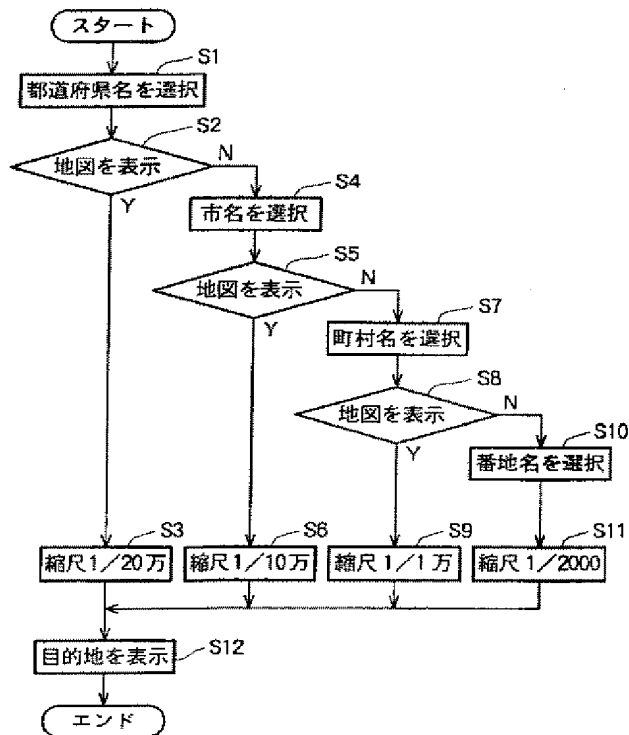 スタート
S1
都道府県名を選択
S2
地図を表示
N
Y
S4
市名を選択
S5
地図を表示
N
Y
S7
町村名を選択
S8
地図を表示
N
Y
S10
番地名を選択
S3
縮尺1/20万
S6
縮尺1/10万
S9
縮尺1/1万
S11
縮尺1/2000
目的地を表示
S12
エンド